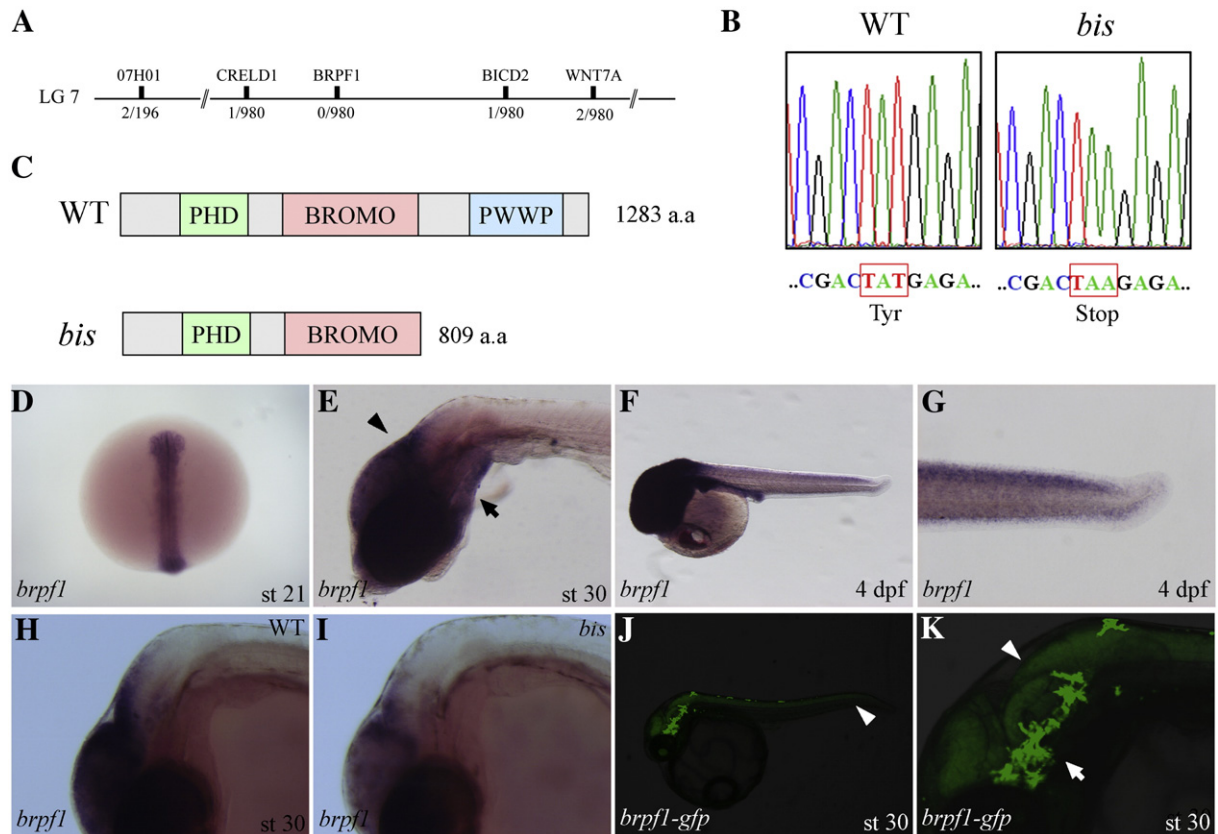 A
07H01 CRELD1 BRPF1 BICD2 WNT7A
LG 7
2/196 1/980 0/980 1/980 2/980
B
WT bis
..CGACTATGAGA.. ..CGACTAAGAGA..
Tyr Stop
C
WT PHD BROMO PWWP 1283 a.a
bis PHD BROMO 809 a.a
D
brpf1 st 21
E
brpf1 st 30
F
brpf1 4 dpf
G
brpf1 4 dpf
H WT
brpf1 st 30
I bis
brpf1 st 30
J
brpf1-gfp st 30
K
brpf1-gfp st 30